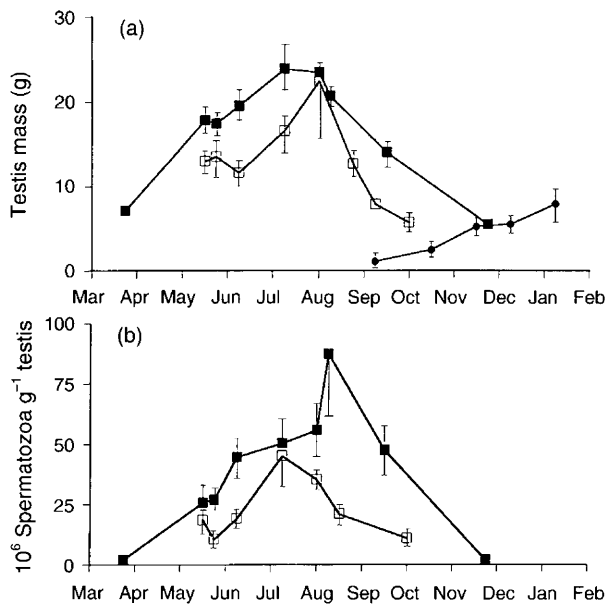 (a)
Testis mass (g)
30
20
10
0
Mar Apr May Jun Jul Aug Sep Oct Nov Dec Jan Feb
(b)
10⁶ Spermatozoa g⁻¹ testis
100
75
50
25
0
Mar Apr May Jun Jul Aug Sep Oct Nov Dec Jan Feb